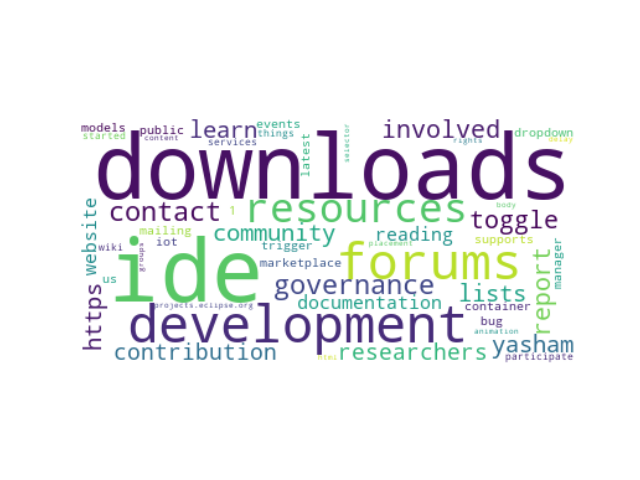 models
public
learn
events
involved
dropdown
started
content
services
things
latest
selector
rights
delay
downloads
website
contact
1
resources
body
toggle
wiki
mailing
iot
groups
community
trigger
reading
placement
supports
manager
us
ide
marketplace
forums
governance
report
https
projects.eclipse.org
documentation
lists
container
development
bug
animation
contribution
html
researchers
yasham
participate